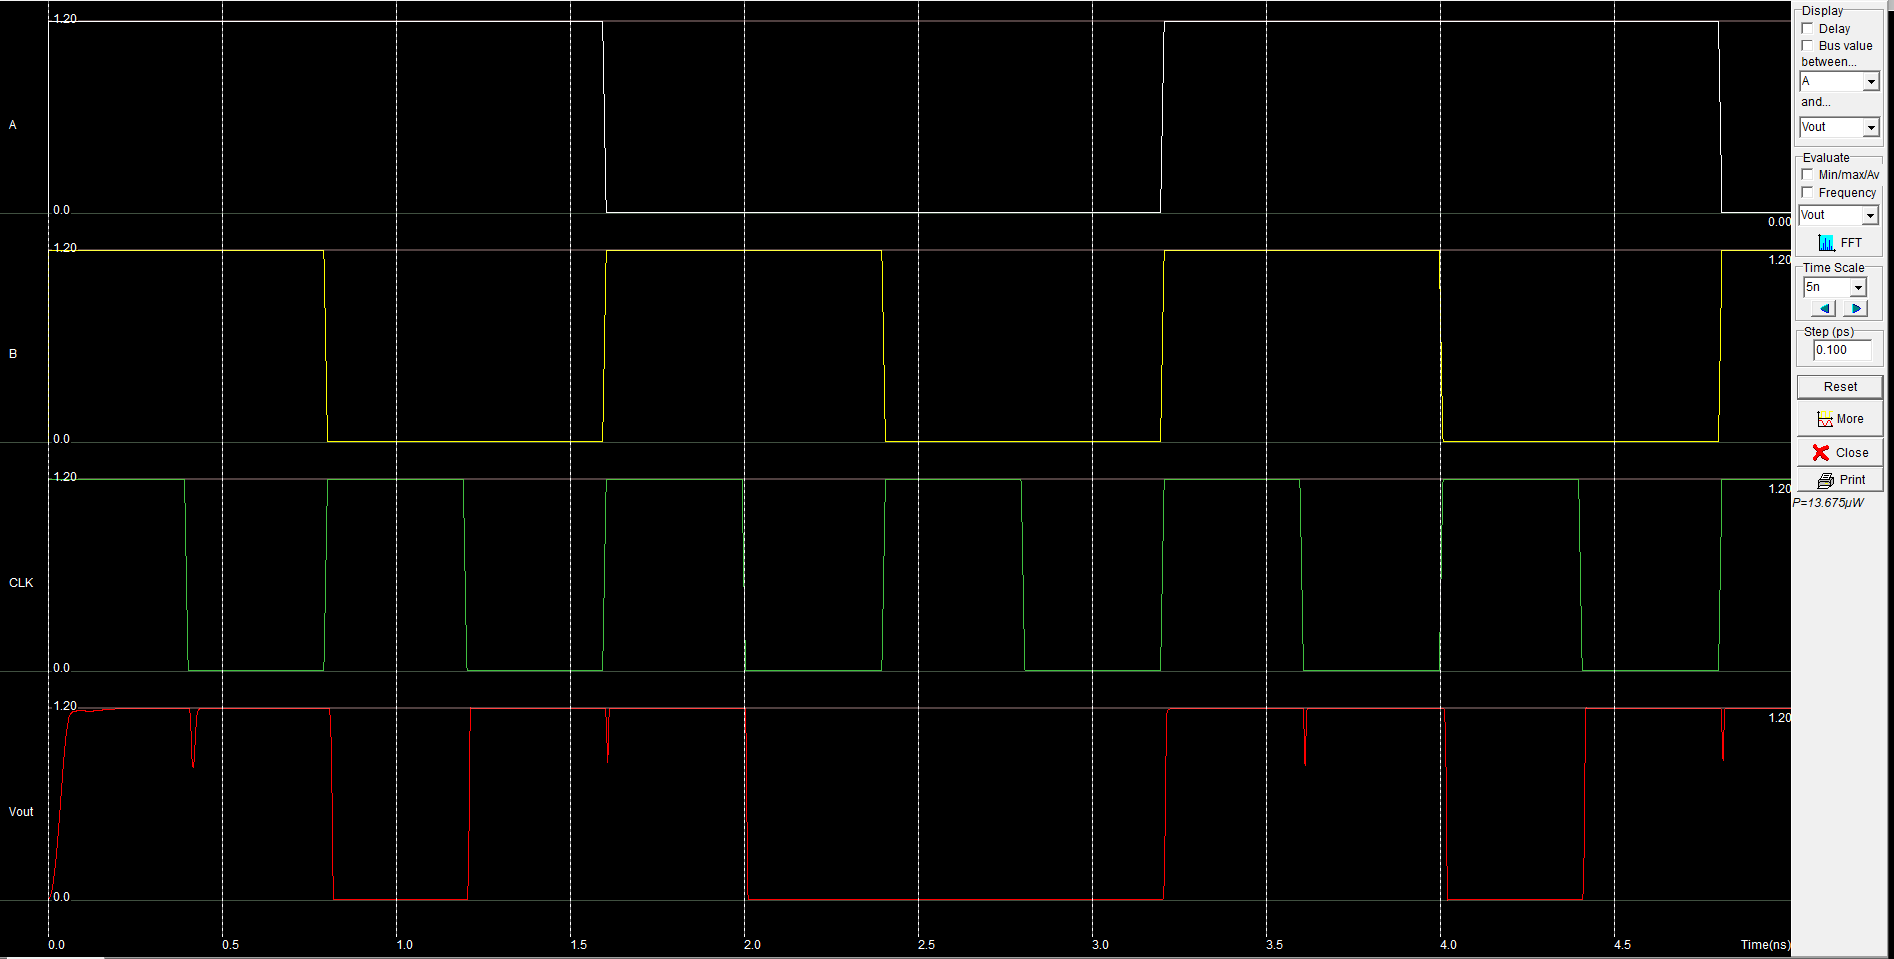 1.20
A
0.0
0.00
1.20
1.20
B
0.0
1.20
1.20
CLK
0.0
1.20
1.20
Vout
0.0
0.0 0.5 1.0 1.5 2.0 2.5 3.0 3.5 4.0 4.5 Time(ns)
Display
Delay
Bus value
between...
A
and...
Vout
Evaluate
Min/max/Av
Frequency
Vout
FFT
Time Scale
5n
Step (ps)
0.100
Reset
More
Close
Print
P=13.675µW